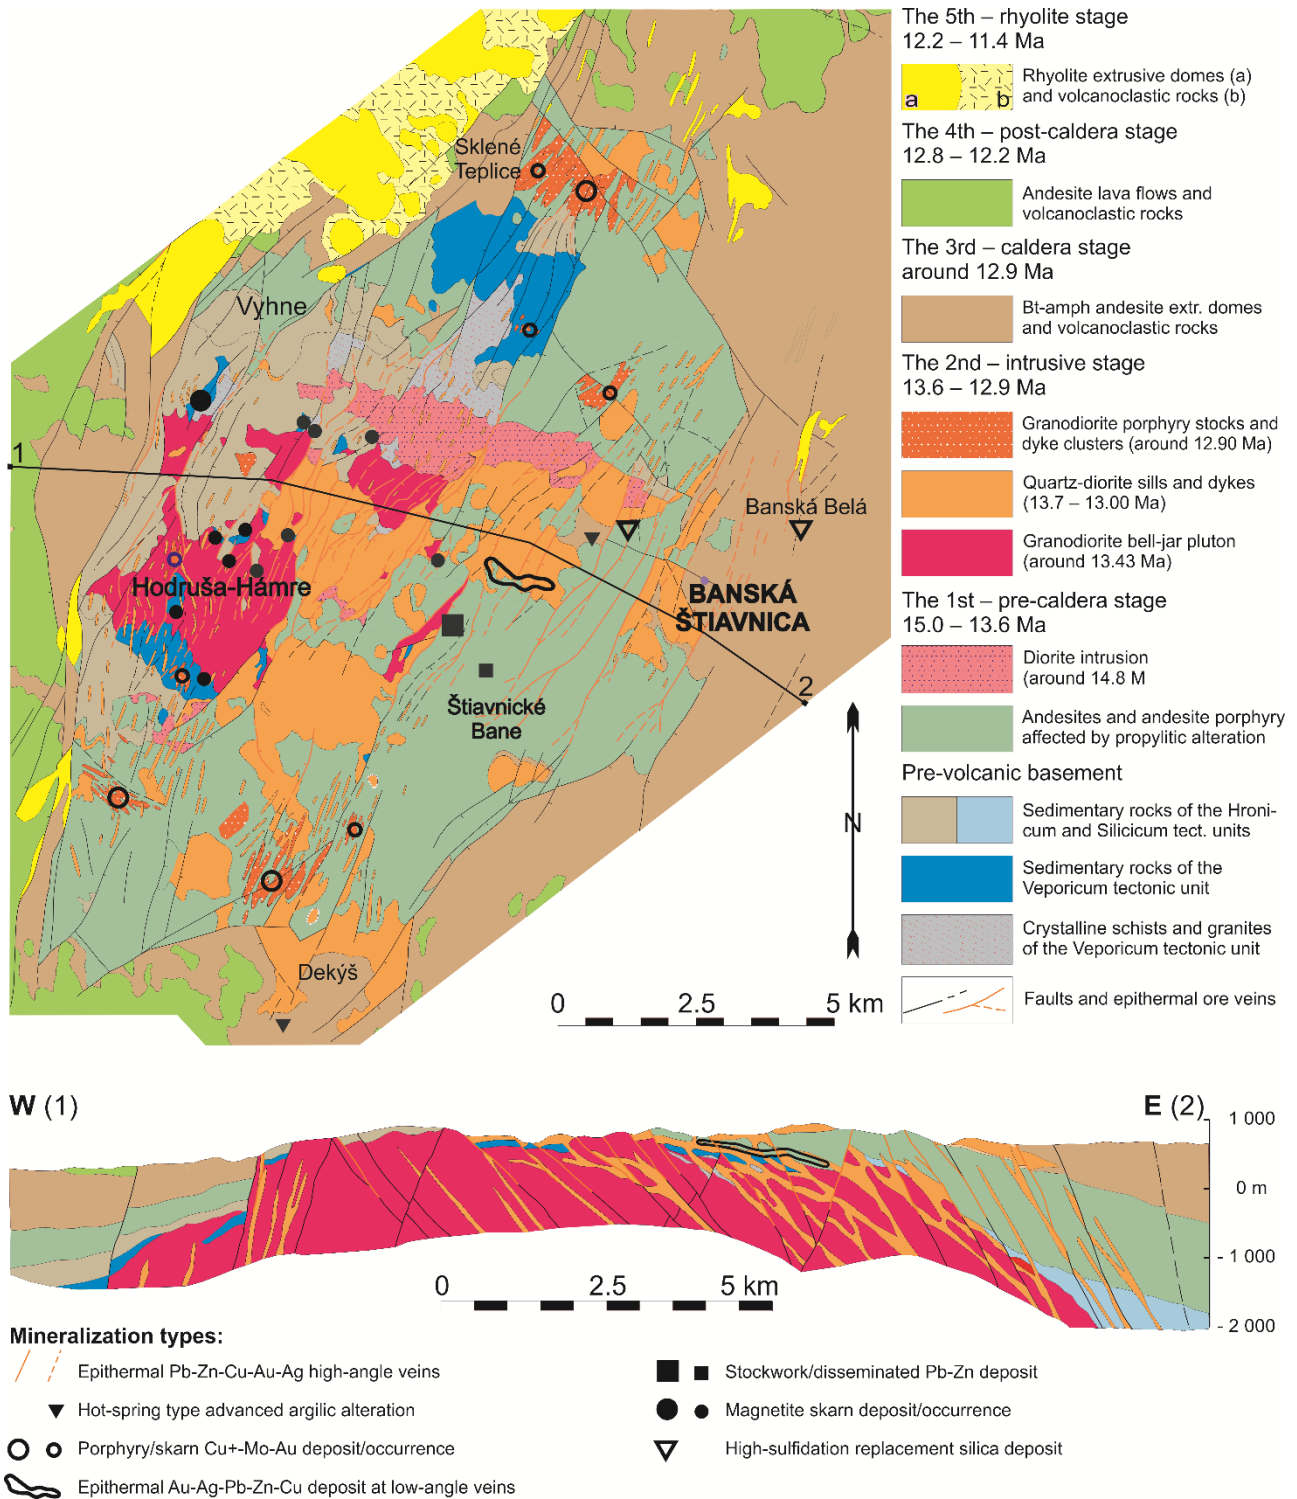 The 5th – rhyolite stage
12.2 – 11.4 Ma
a
b
Rhyolite extrusive domes (a)
and volcanoclastic rocks (b)
The 4th – post-caldera stage
12.8 – 12.2 Ma
Andesite lava flows and
volcanoclastic rocks
The 3rd – caldera stage
around 12.9 Ma
Bt-amph andesite extr. domes
and volcanoclastic rocks
The 2nd – intrusive stage
13.6 – 12.9 Ma
Granodiorite porphyry stocks and
dyke clusters (around 12.90 Ma)
Quartz-diorite sills and dykes
(13.7 – 13.00 Ma)
Granodiorite bell-jar pluton
(around 13.43 Ma)
The 1st – pre-caldera stage
15.0 – 13.6 Ma
Diorite intrusion
(around 14.8 M
Andesites and andesite porphyry
affected by propylitic alteration
Pre-volcanic basement
Sedimentary rocks of the Hroni-
cum and Silicicum tect. units
Sedimentary rocks of the
Veporicum tectonic unit
Crystalline schists and granites
of the Veporicum tectonic unit
Faults and epithermal ore veins
Sklené
Teplice
Vyhne
1
Banská Belá
Hodruša-Hámre
BANSKÁ
ŠTIAVNICA
2
Štiavnické
Bane
N
Dekýš
0 2.5 5 km
W (1)
E (2)
1 000
0 m
- 1 000
- 2 000
0 2.5 5 km
Mineralization types:
Epithermal Pb-Zn-Cu-Au-Ag high-angle veins
Hot-spring type advanced argilic alteration
Porphyry/skarn Cu+-Mo-Au deposit/occurrence
Epithermal Au-Ag-Pb-Zn-Cu deposit at low-angle veins
Stockwork/disseminated Pb-Zn deposit
Magnetite skarn deposit/occurrence
High-sulfidation replacement silica deposit